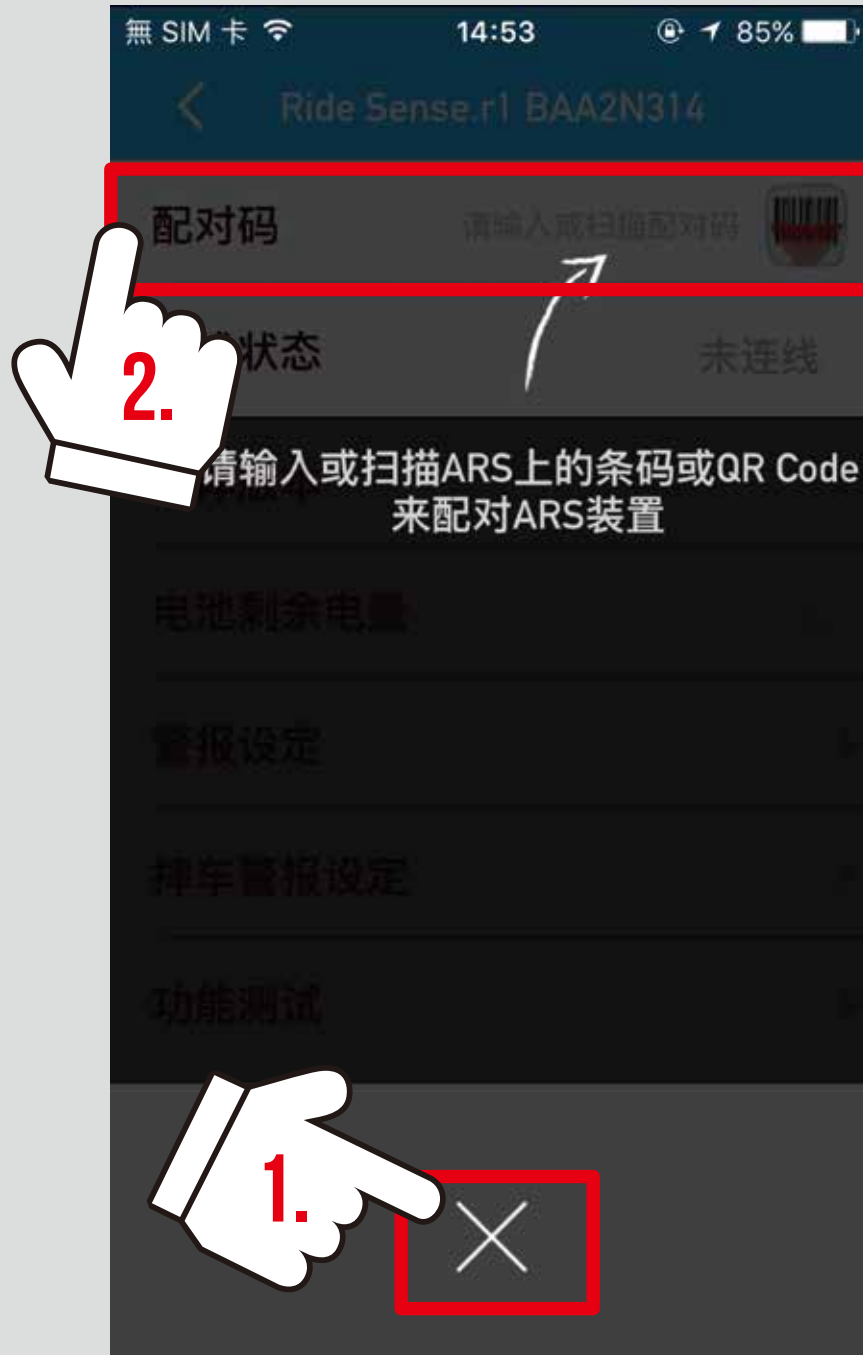 無 SIM 卡 14:53 85%
Ride Sense.r1 BAA2N314
配对码 请输入或扫描配对码
2.
状态 未连线
请输入或扫描ARS上的条码或QR Code
来配对ARS装置
电池剩余电量
警报设定
摔车警报设定
功能测试
1.